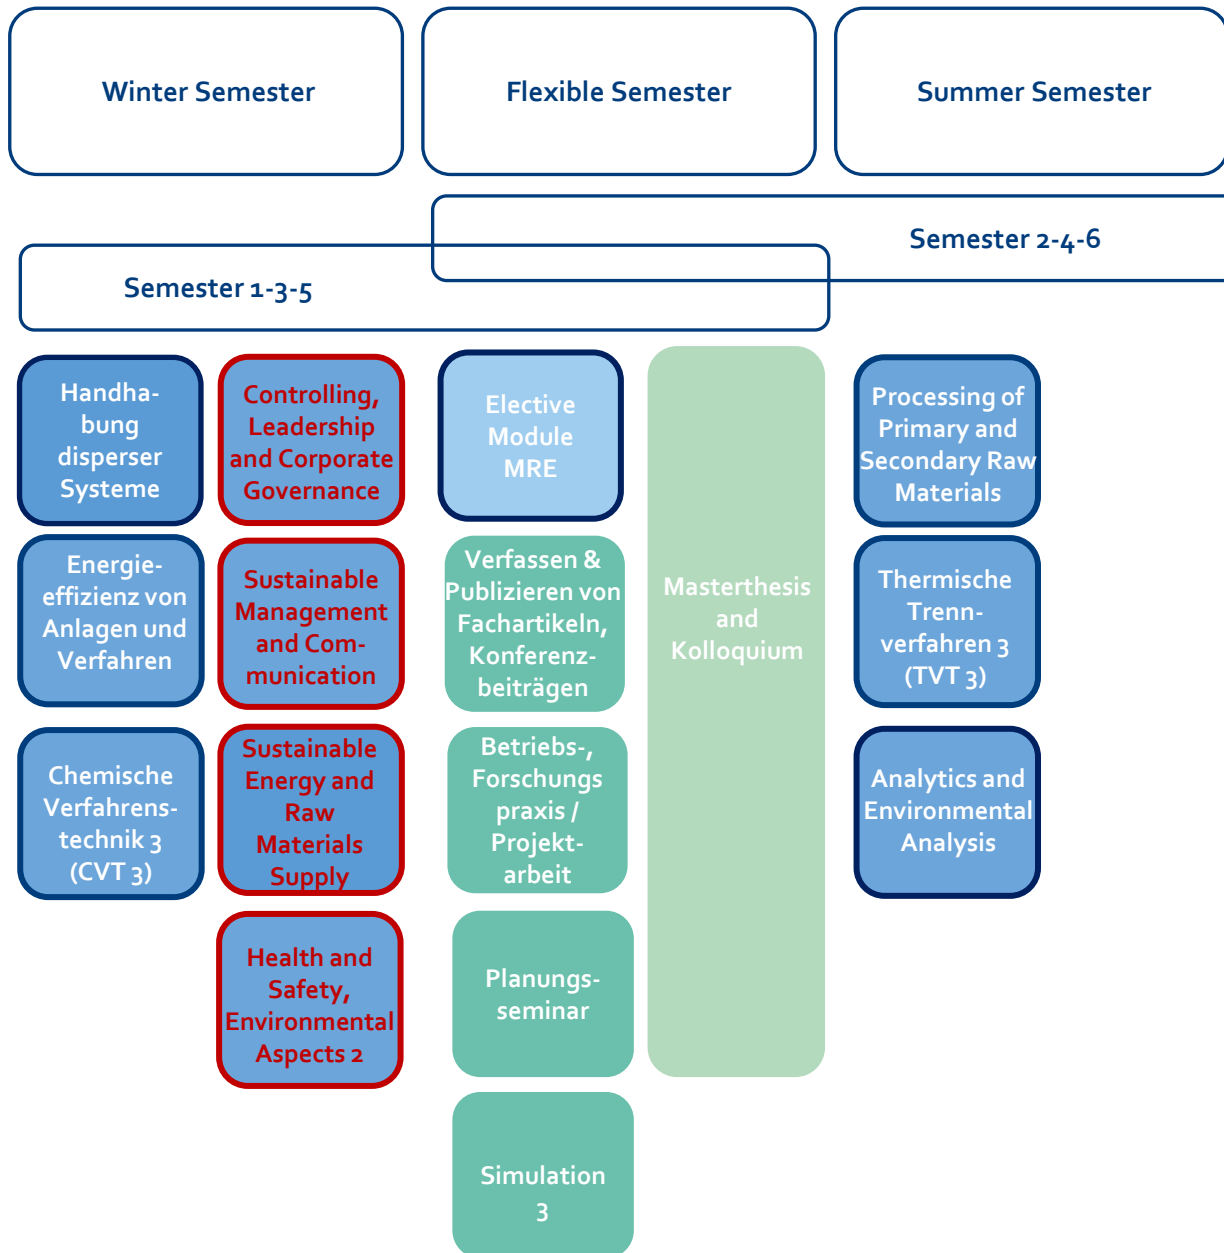 Winter Semester
Flexible Semester
Summer Semester
Semester 2-4-6
Semester 1-3-5
Handha-
bung
disperser
Systeme
Controlling,
Leadership
and Corporate
Governance
Elective
Module
MRE
Masterthesis
and
Kolloquium
Processing of
Primary and
Secondary Raw
Materials
Energie-
effizienz von
Anlagen und
Verfahren
Sustainable
Management
and Com-
munication
Verfassen &
Publizieren von
Fachartikeln,
Konferenz-
beiträgen
Thermische
Trenn-
verfahren 3
(TVT 3)
Chemische
Verfahrens-
technik 3
(CVT 3)
Sustainable
Energy and
Raw
Materials
Supply
Betriebs-,
Forschungs
praxis /
Projekt-
arbeit
Analytics and
Environmental
Analysis
Health and
Safety,
Environmental
Aspects 2
Planungs-
seminar
Simulation
3